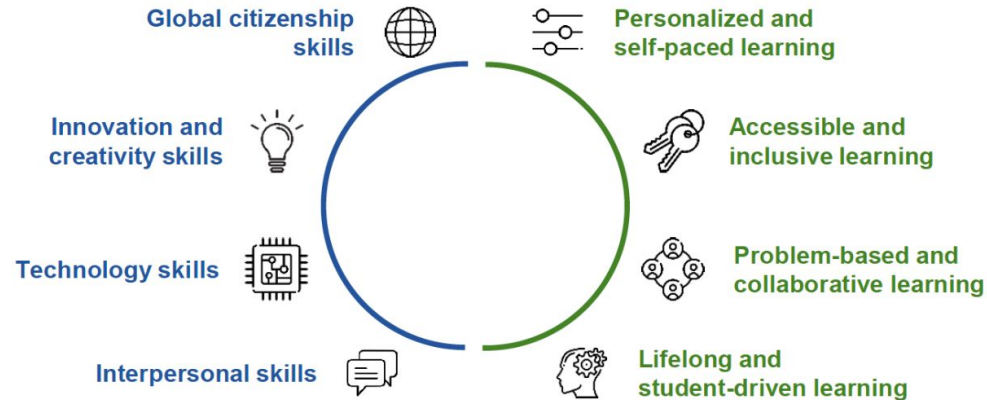 Global citizenship
skills
Personalized and
self-paced learning
Innovation and
creativity skills
Accessible and
inclusive learning
Technology skills
Problem-based and
collaborative learning
Interpersonal skills
Lifelong and
student-driven learning